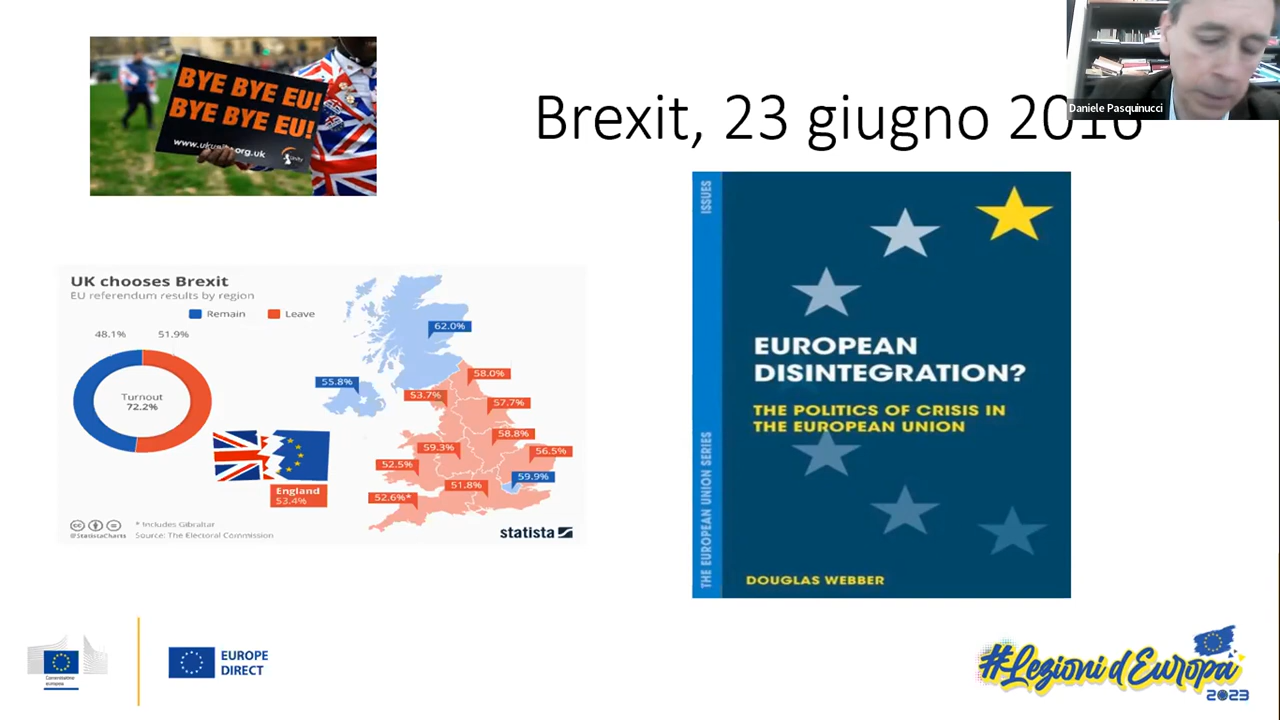 BYE BYE EU!
BYE BYE EU!
Daniele Pasquinucci
Brexit, 23 giugno 2016
UK chooses Brexit
EU referendum results by region
Remain
Leave
48.1%
51.9%
Turnout
72.2%
62.0%
55.8%
58.0%
53.7%
57.7%
58.8%
59.3%
56.5%
52.5%
59.9%
51.8%
52.6%*
England
53.4%
* Includes Gibraltar
@StatistaCharts Source: The Electoral Commission
statista
ISSUES
THE EUROPEAN UNION SERIES
EUROPEAN
DISINTEGRATION?
THE POLITICS OF CRISIS IN
THE EUROPEAN UNION
DOUGLAS WEBBER
EUROPE
DIRECT
#Lezioni d'Europa
2023